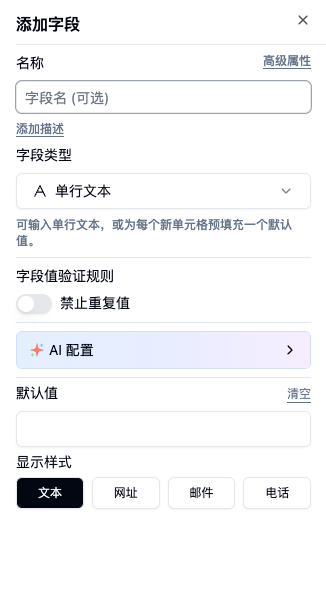 添加字段
名称 高级属性
字段名 (可选)
添加描述
字段类型
单行文本
可输入单行文本，或为每个新单元格预填充一个默认
值。
字段值验证规则
禁止重复值
AI 配置
默认值 清空
显示样式
文本 网址 邮件 电话